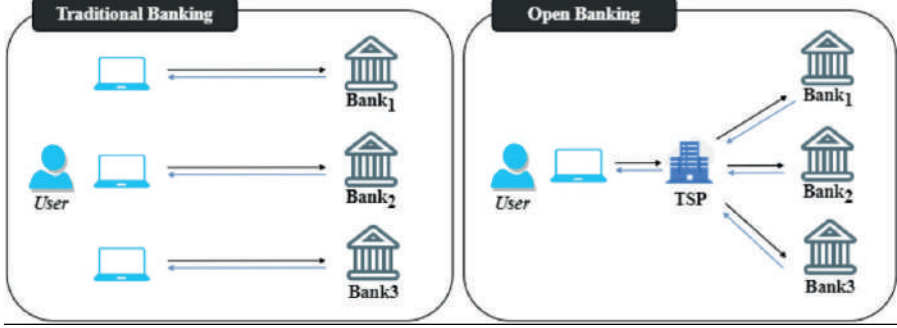 Traditional Banking
Bank1
User
Bank2
Bank3
Open Banking
Bank1
User
TSP
Bank2
Bank3